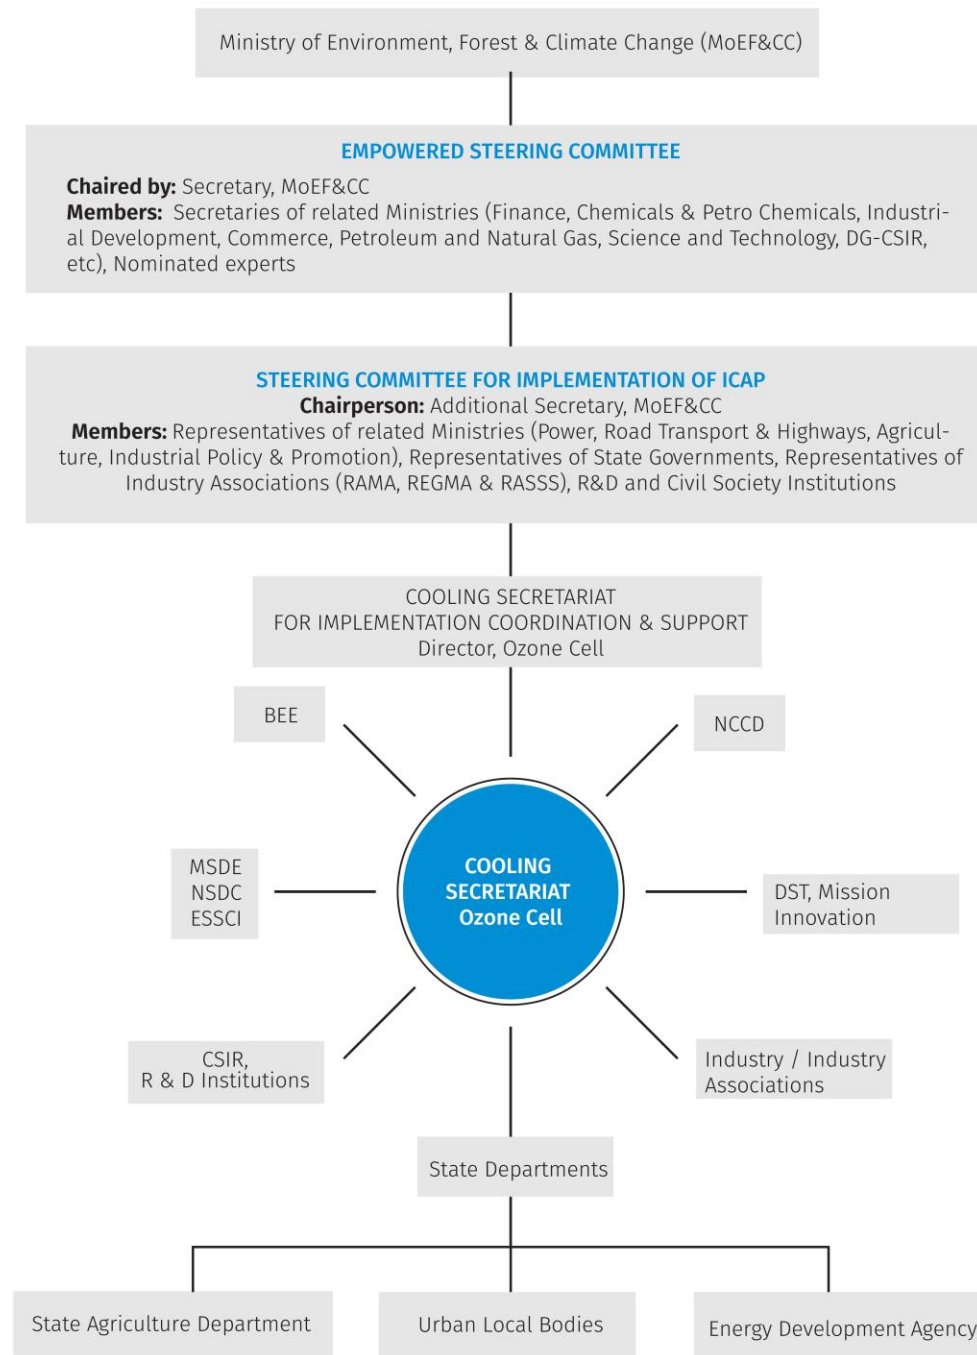 Ministry of Environment, Forest & Climate Change (MoEF&CC)
EMPOWERED STEERING COMMITTEE
Chaired by: Secretary, MoEF&CC
Members: Secretaries of related Ministries (Finance, Chemicals & Petro Chemicals, Industri-
al Development, Commerce, Petroleum and Natural Gas, Science and Technology, DG-CSIR,
etc), Nominated experts
STEERING COMMITTEE FOR IMPLEMENTATION OF ICAP
Chairperson: Additional Secretary, MoEF&CC
Members: Representatives of related Ministries (Power, Road Transport & Highways, Agricul-
ture, Industrial Policy & Promotion), Representatives of State Governments, Representatives of
Industry Associations (RAMA, REGMA & RASSS), R&D and Civil Society Institutions
COOLING SECRETARIAT
FOR IMPLEMENTATION COORDINATION & SUPPORT
Director, Ozone Cell
BEE
NCCD
MSDE
NSDC
ESSCI
COOLING
SECRETARIAT
Ozone Cell
DST, Mission
Innovation
CSIR,
R & D Institutions
Industry / Industry
Associations
State Departments
State Agriculture Department
Urban Local Bodies
Energy Development Agency